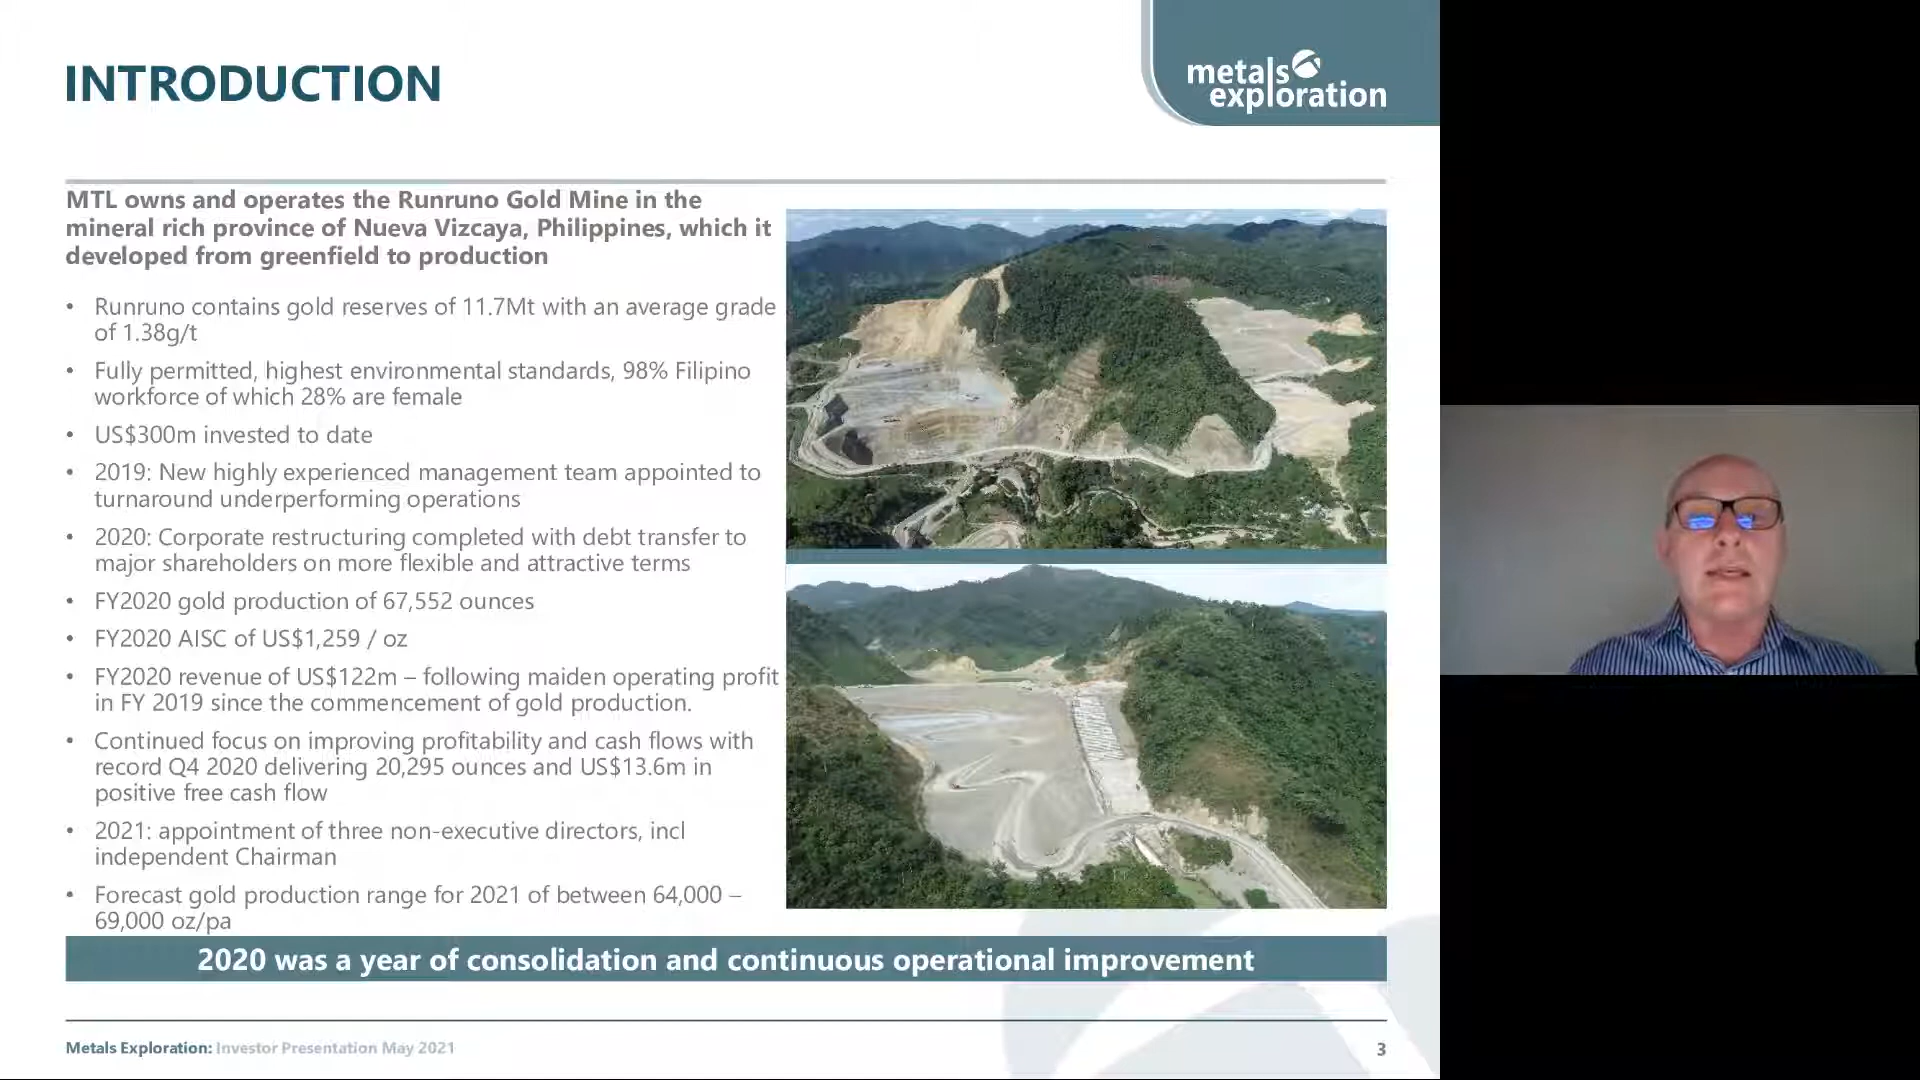 INTRODUCTION
metals
exploration
MTL owns and operates the Runruno Gold Mine in the
mineral rich province of Nueva Vizcaya, Philippines, which it
developed from greenfield to production
• Runruno contains gold reserves of 11.7Mt with an average grade
of 1.38g/t
• Fully permitted, highest environmental standards, 98% Filipino
workforce of which 28% are female
• US$300m invested to date
• 2019: New highly experienced management team appointed to
turnaround underperforming operations
• 2020: Corporate restructuring completed with debt transfer to
major shareholders on more flexible and attractive terms
• FY2020 gold production of 67,552 ounces
• FY2020 AISC of US$1,259 / oz
• FY2020 revenue of US$122m – following maiden operating profit
in FY 2019 since the commencement of gold production.
• Continued focus on improving profitability and cash flows with
record Q4 2020 delivering 20,295 ounces and US$13.6m in
positive free cash flow
• 2021: appointment of three non-executive directors, incl
independent Chairman
• Forecast gold production range for 2021 of between 64,000 –
69,000 oz/pa
2020 was a year of consolidation and continuous operational improvement
Metals Exploration: Investor Presentation May 2021
3